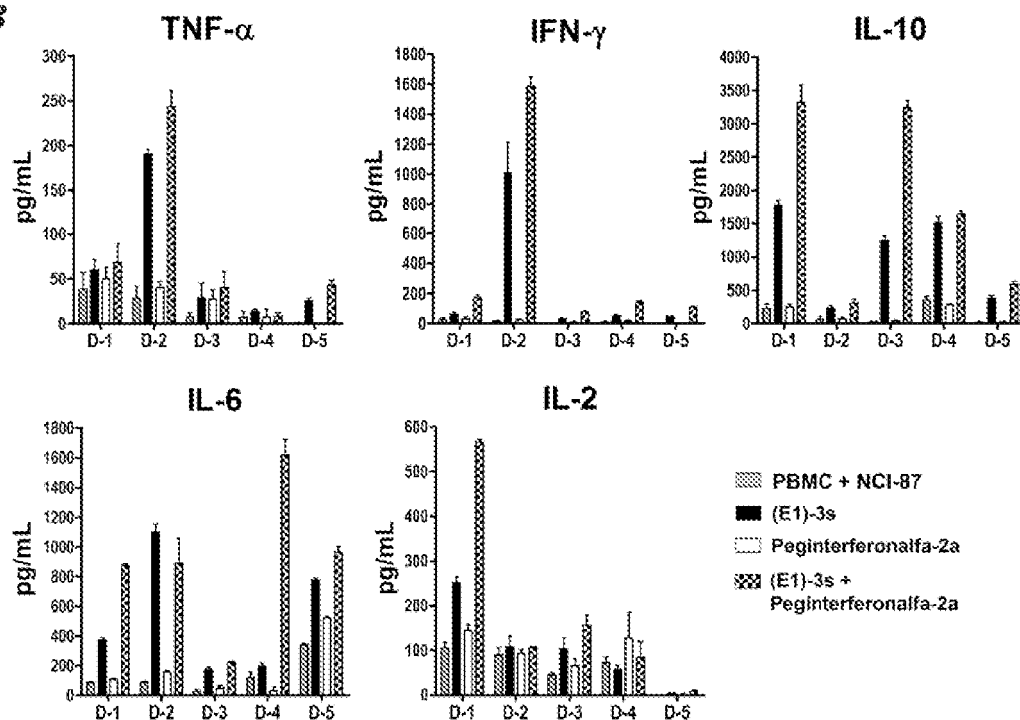 TNF-α
300
250
200
150
100
50
0
pg/mL
D-1 D-2 D-3 D-4 D-5
IFN-γ
1800
1600
1400
1200
1000
800
600
400
200
0
pg/mL
D-1 D-2 D-3 D-4 D-5
IL-10
4000
3500
3000
2500
2000
1500
1000
500
0
pg/mL
D-1 D-2 D-3 D-4 D-5
IL-6
1800
1600
1400
1200
1000
800
600
400
200
0
pg/mL
D-1 D-2 D-3 D-4 D-5
IL-2
600
500
400
300
200
100
0
pg/mL
D-1 D-2 D-3 D-4 D-5
PBMC + NCI-87
(E1)-3s
Peginterferonalfa-2a
(E1)-3s +
Peginterferonalfa-2a